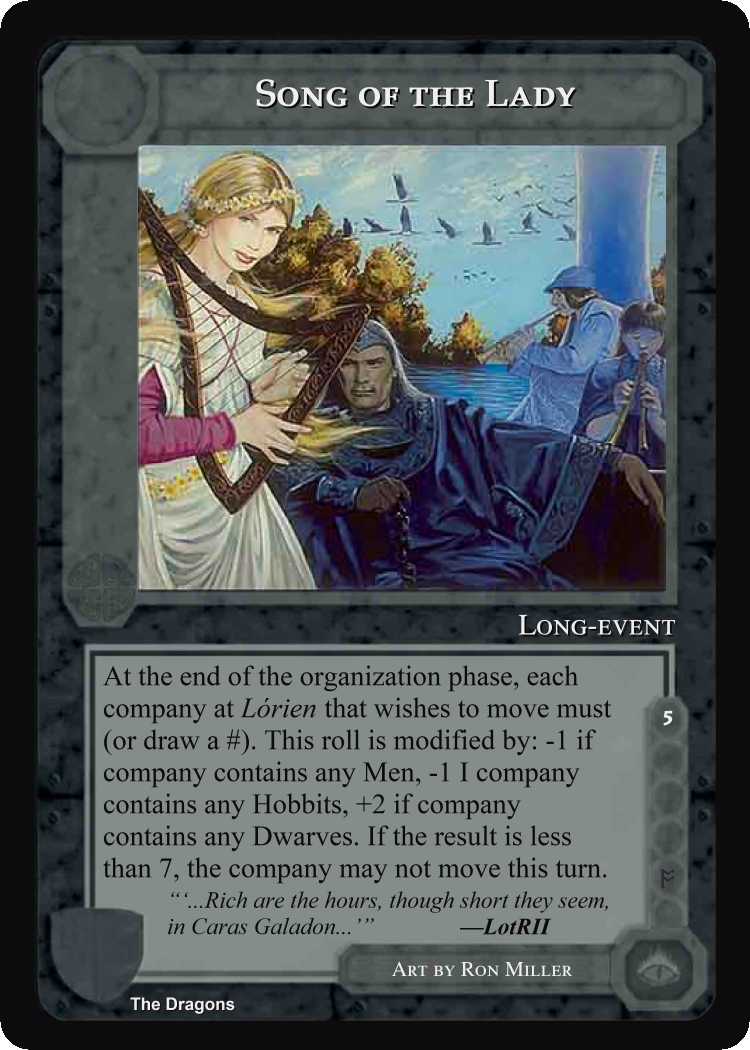 Song of the Lady
Long-event
At the end of the organization phase, each
company at Lórien that wishes to move must
(or draw a #). This roll is modified by: -1 if
company contains any Men, -1 I company
contains any Hobbits, +2 if company
contains any Dwarves. If the result is less
than 7, the company may not move this turn.
5
“‘...Rich are the hours, though short they seem,
in Caras Galadon...’” —LotRII
Art by Ron Miller
The Dragons